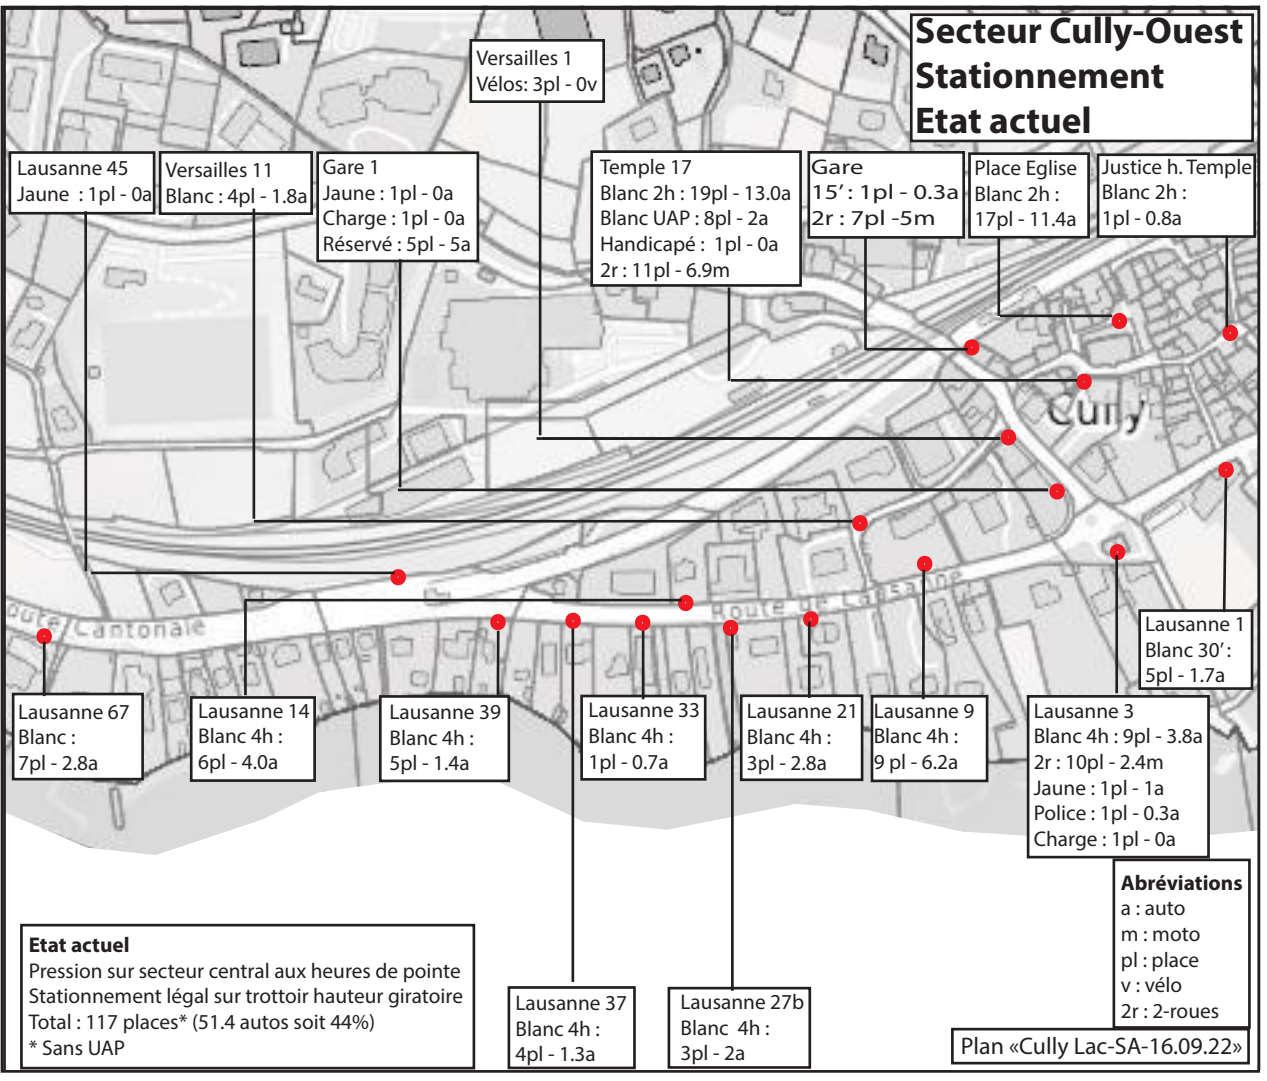 Secteur Cully-Ouest
Stationnement
Etat actuel
Versailles 1
Vélos: 3pl - 0v
Lausanne 45
Jaune : 1pl - 0a
Versailles 11
Blanc : 4pl - 1.8a
Gare 1
Jaune : 1pl - 0a
Charge : 1pl - 0a
Réservé : 5pl - 5a
Temple 17
Blanc 2h : 19pl - 13.0a
Blanc UAP : 8pl - 2a
Handicapé : 1pl - 0a
2r : 11pl - 6.9m
Gare
15’ : 1pl - 0.3a
2r : 7pl -5m
Place Eglise
Blanc 2h :
17pl - 11.4a
Justice h. Temple
Blanc 2h :
1pl - 0.8a
Cully
Route de Lausanne
oute Cantonale
Lausanne 1
Blanc 30’ :
5pl - 1.7a
Lausanne 67
Blanc :
7pl - 2.8a
Lausanne 14
Blanc 4h :
6pl - 4.0a
Lausanne 39
Blanc 4h :
5pl - 1.4a
Lausanne 33
Blanc 4h :
1pl - 0.7a
Lausanne 21
Blanc 4h :
3pl - 2.8a
Lausanne 9
Blanc 4h :
9 pl - 6.2a
Lausanne 3
Blanc 4h : 9pl - 3.8a
2r : 10pl - 2.4m
Jaune : 1pl - 1a
Police : 1pl - 0.3a
Charge : 1pl - 0a
Abréviations
a : auto
m : moto
pl : place
v : vélo
2r : 2-roues
Etat actuel
Pression sur secteur central aux heures de pointe
Stationnement légal sur trottoir hauteur giratoire
Total : 117 places* (51.4 autos soit 44%)
* Sans UAP
Lausanne 37
Blanc 4h :
4pl - 1.3a
Lausanne 27b
Blanc 4h :
3pl - 2a
Plan «Cully Lac-SA-16.09.22»